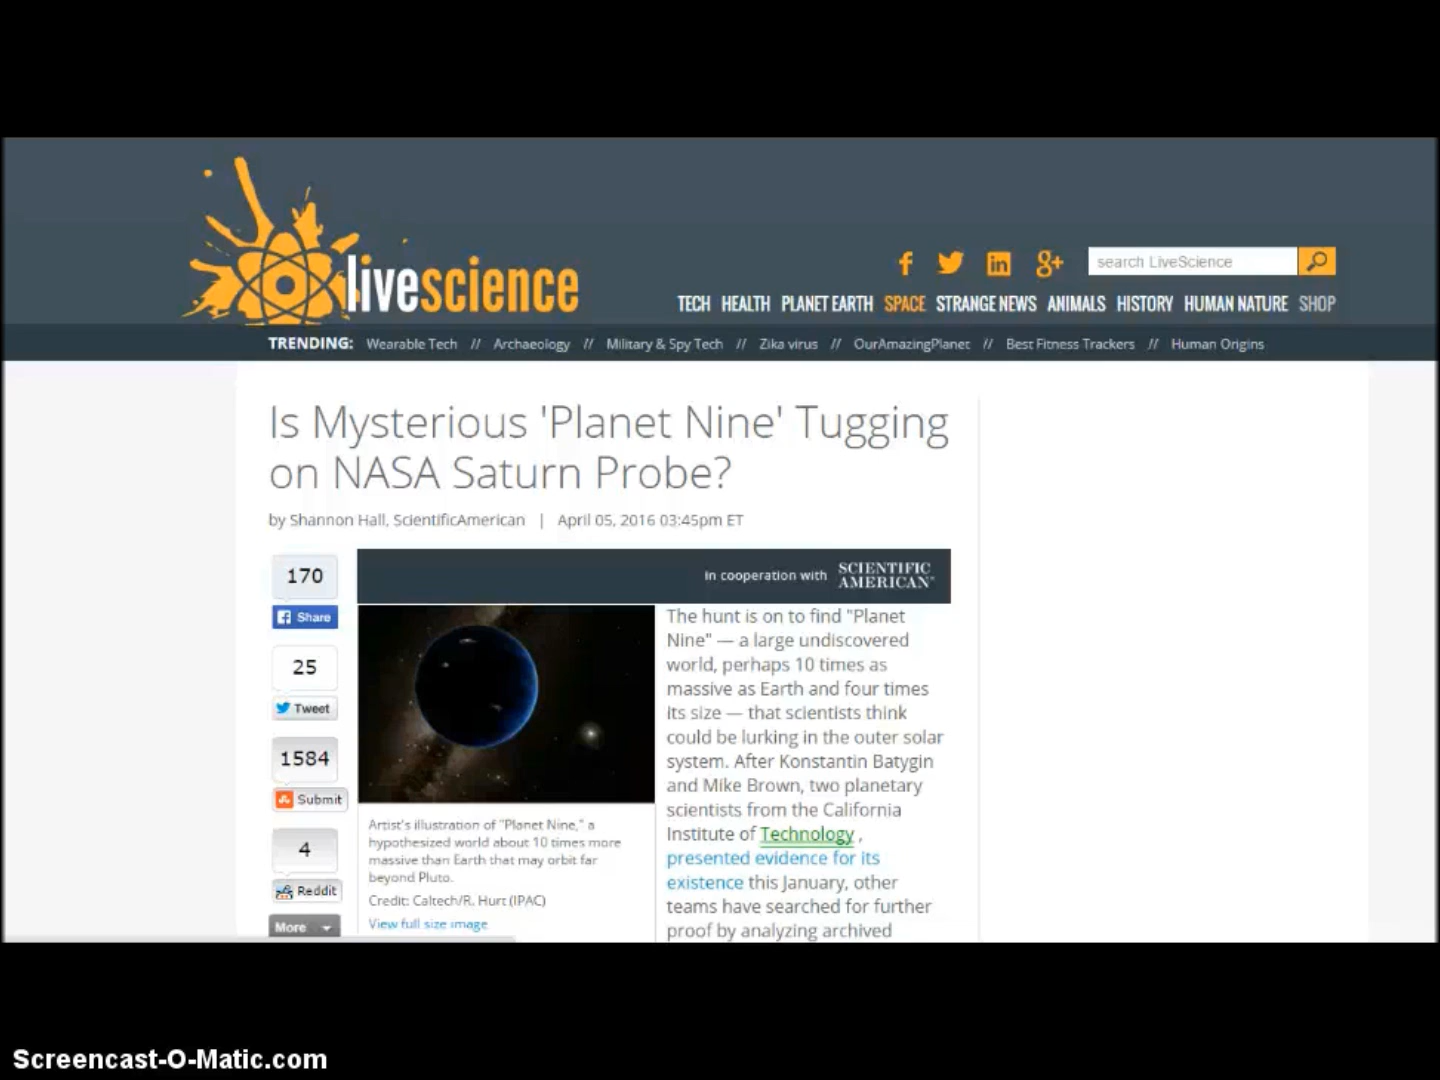 livescience
search LiveScience
TECH HEALTH PLANET EARTH SPACE STRANGE NEWS ANIMALS HISTORY HUMAN NATURE SHOP
TRENDING: Wearable Tech // Archaeology // Military & Spy Tech // Zika virus // OurAmazingPlanet // Best Fitness Trackers // Human Origins
Is Mysterious 'Planet Nine' Tugging
on NASA Saturn Probe?
by Shannon Hall, ScientificAmerican | April 05, 2016 03:45pm ET
170
Share
25
Tweet
1584
Submit
4
Reddit
More
In cooperation with SCIENTIFIC AMERICAN
Artist's illustration of "Planet Nine," a
hypothesized world about 10 times more
massive than Earth that may orbit far
beyond Pluto.
Credit: Caltech/R. Hurt (IPAC)
View full size image
The hunt is on to find "Planet
Nine" — a large undiscovered
world, perhaps 10 times as
massive as Earth and four times
its size — that scientists think
could be lurking in the outer solar
system. After Konstantin Batygin
and Mike Brown, two planetary
scientists from the California
Institute of Technology ,
presented evidence for its
existence this January, other
teams have searched for further
proof by analyzing archived
Screencast-O-Matic.com